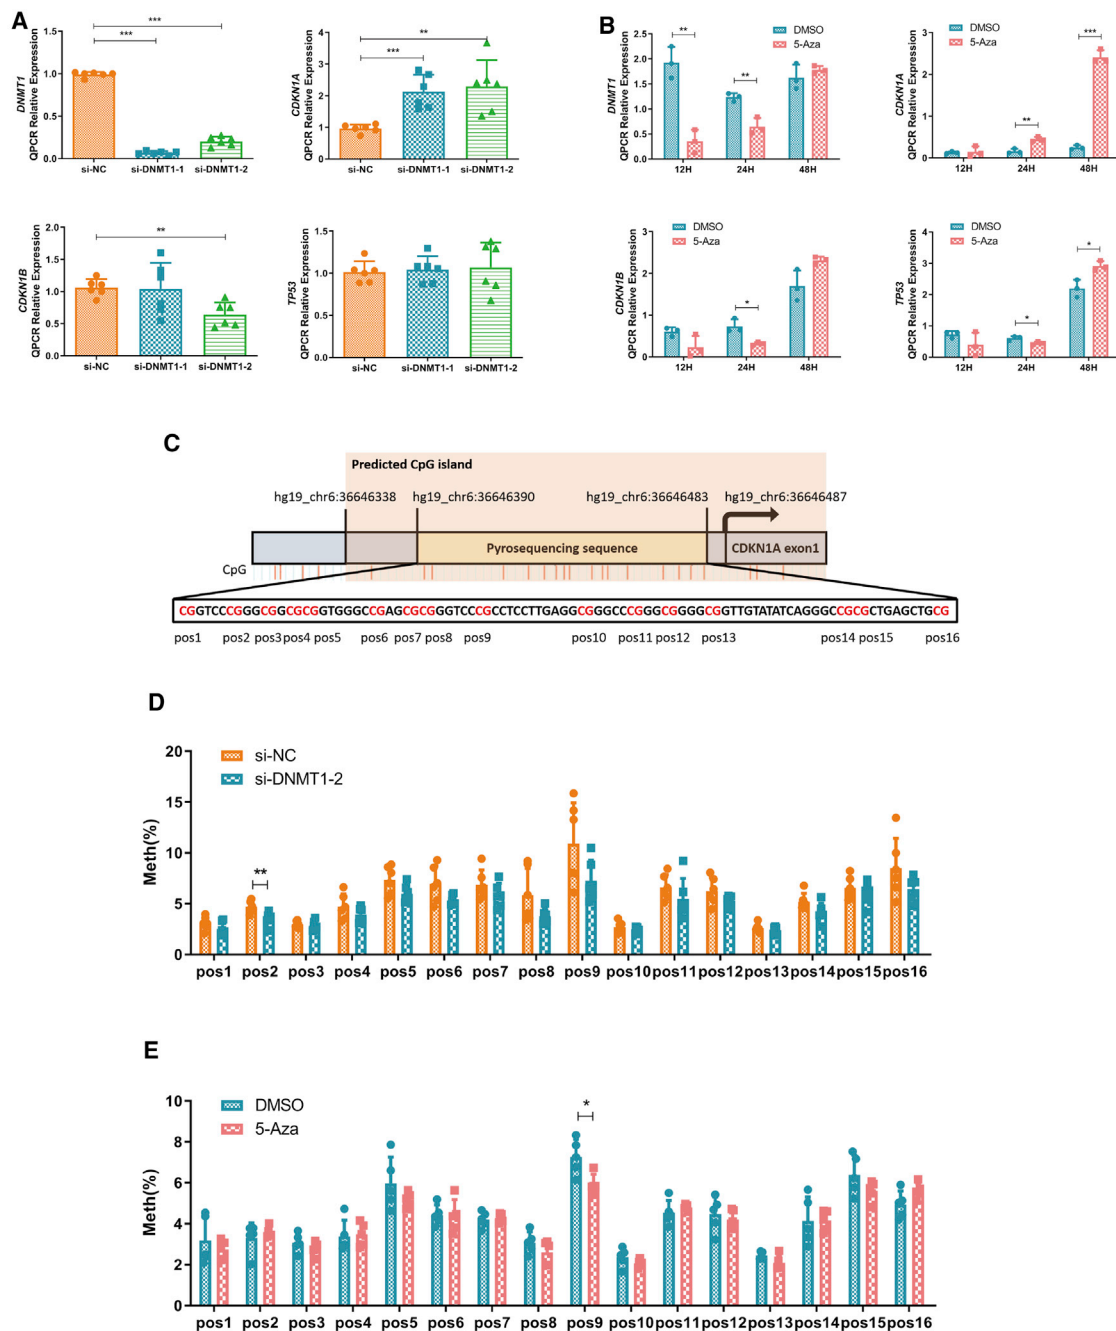 A
QPCR Relative Expression
DNMT1
1.5
1.0
0.5
0.0
***
***
si-NC
si-DNMT1-1
si-DNMT1-2
QPCR Relative Expression
CDKN1A
4
3
2
1
0
**
***
si-NC
si-DNMT1-1
si-DNMT1-2
QPCR Relative Expression
CDKN1B
2.0
1.5
1.0
0.5
0.0
**
si-NC
si-DNMT1-1
si-DNMT1-2
QPCR Relative Expression
TP53
1.5
1.0
0.5
0.0
si-NC
si-DNMT1-1
si-DNMT1-2
B
QPCR Relative Expression
DNMT1
2.5
2.0
1.5
1.0
0.5
0.0
**
**
DMSO
5-Aza
12H
24H
48H
QPCR Relative Expression
CDKN1A
3
2
1
0
DMSO
5-Aza
**
***
12H
24H
48H
QPCR Relative Expression
CDKN1B
3
2
1
0
DMSO
5-Aza
*
12H
24H
48H
QPCR Relative Expression
TP53
4
3
2
1
0
DMSO
5-Aza
*
*
12H
24H
48H
C
Predicted CpG island
hg19_chr6:36646338 hg19_chr6:36646390 hg19_chr6:36646483 hg19_chr6:36646487
Pyrosequencing sequence
CDKN1A exon1
CpG
CGGTCCCGGGCGGCGCGGTGGGCCGAGCGCGGGTCCCGCCTCCTTGAGGCGGGCCCGGGCGGGGCGGTTGTATATCAGGGCCGCGCTGAGCTGCG
pos1 pos2 pos3 pos4 pos5 pos6 pos7 pos8 pos9 pos10 pos11 pos12 pos13 pos14 pos15 pos16
D
Meth(%)
20
15
10
5
0
si-NC
si-DNMT1-2
**
pos1 pos2 pos3 pos4 pos5 pos6 pos7 pos8 pos9 pos10 pos11 pos12 pos13 pos14 pos15 pos16
E
Meth(%)
10
8
6
4
2
0
DMSO
5-Aza
*
pos1 pos2 pos3 pos4 pos5 pos6 pos7 pos8 pos9 pos10 pos11 pos12 pos13 pos14 pos15 pos16